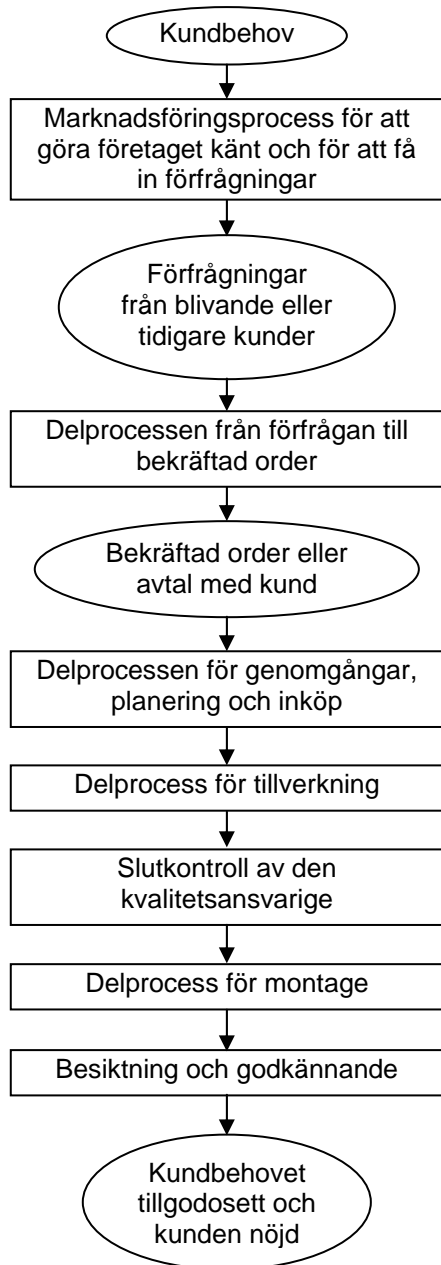 Kundbehov
Marknadsföringsprocess för att
göra företaget känt och för att få
in förfrågningar
Förfrågningar
från blivande eller
tidigare kunder
Delprocessen från förfrågan till
bekräftad order
Bekräftad order eller
avtal med kund
Delprocessen för genomgångar,
planering och inköp
Delprocess för tillverkning
Slutkontroll av den
kvalitetsansvarige
Delprocess för montage
Besiktning och godkännande
Kundbehovet
tillgodosett och
kunden nöjd